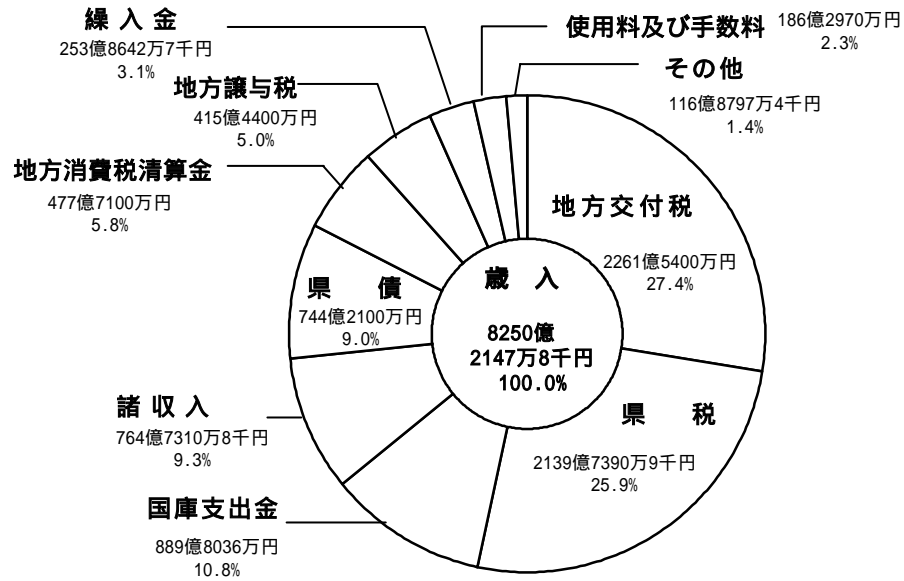 繰入金
253億8642万7千円
3.1%
使用料及び手数料
186億2970万円
2.3%
その他
116億8797万4千円
1.4%
地方譲与税
415億4400万円
5.0%
地方消費税清算金
477億7100万円
5.8%
地方交付税
2261億5400万円
27.4%
歳入
8250億
2147万8千円
100.0%
県債
744億2100万円
9.0%
県税
2139億7390万9千円
25.9%
諸収入
764億7310万8千円
9.3%
国庫支出金
889億8036万円
10.8%